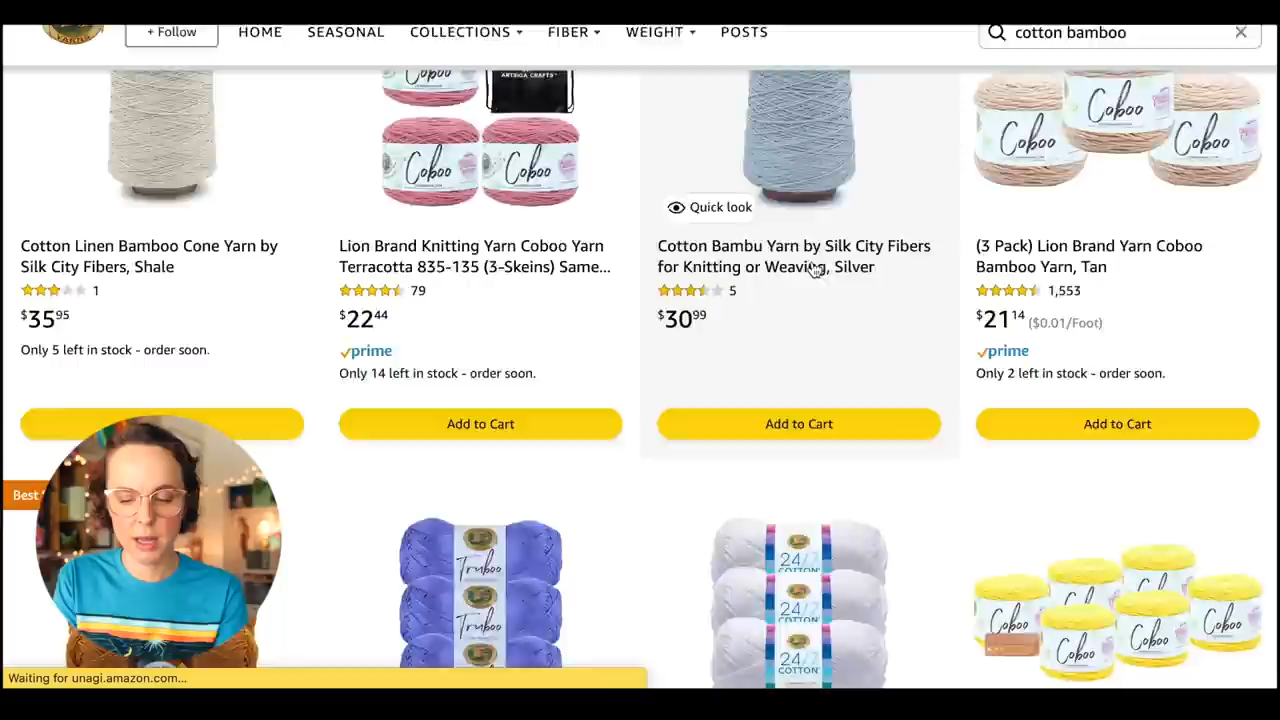 YARNS
+ Follow
HOME
SEASONAL
COLLECTIONS
FIBER
WEIGHT
POSTS
cotton bamboo
Coboo
Coboo
Coboo
ARTSIGA CRAFTS
Coboo
Coboo
Coboo
Quick look
Cotton Linen Bamboo Cone Yarn by
Silk City Fibers, Shale
1
$35 95
Only 5 left in stock - order soon.
Lion Brand Knitting Yarn Coboo Yarn
Terracotta 835-135 (3-Skeins) Same...
79
$22 44
prime
Only 14 left in stock - order soon.
Add to Cart
Cotton Bambu Yarn by Silk City Fibers
for Knitting or Weaving, Silver
5
$30 99
Add to Cart
(3 Pack) Lion Brand Yarn Coboo
Bamboo Yarn, Tan
1,553
$21 14 ($0.01/Foot)
prime
Only 2 left in stock - order soon.
Add to Cart
Best
Truboo
Truboo
24/7
COTTON
24/7
COTTON
24/7
COTTON
Coboo
Coboo
Coboo
Coboo
Waiting for unagi.amazon.com...